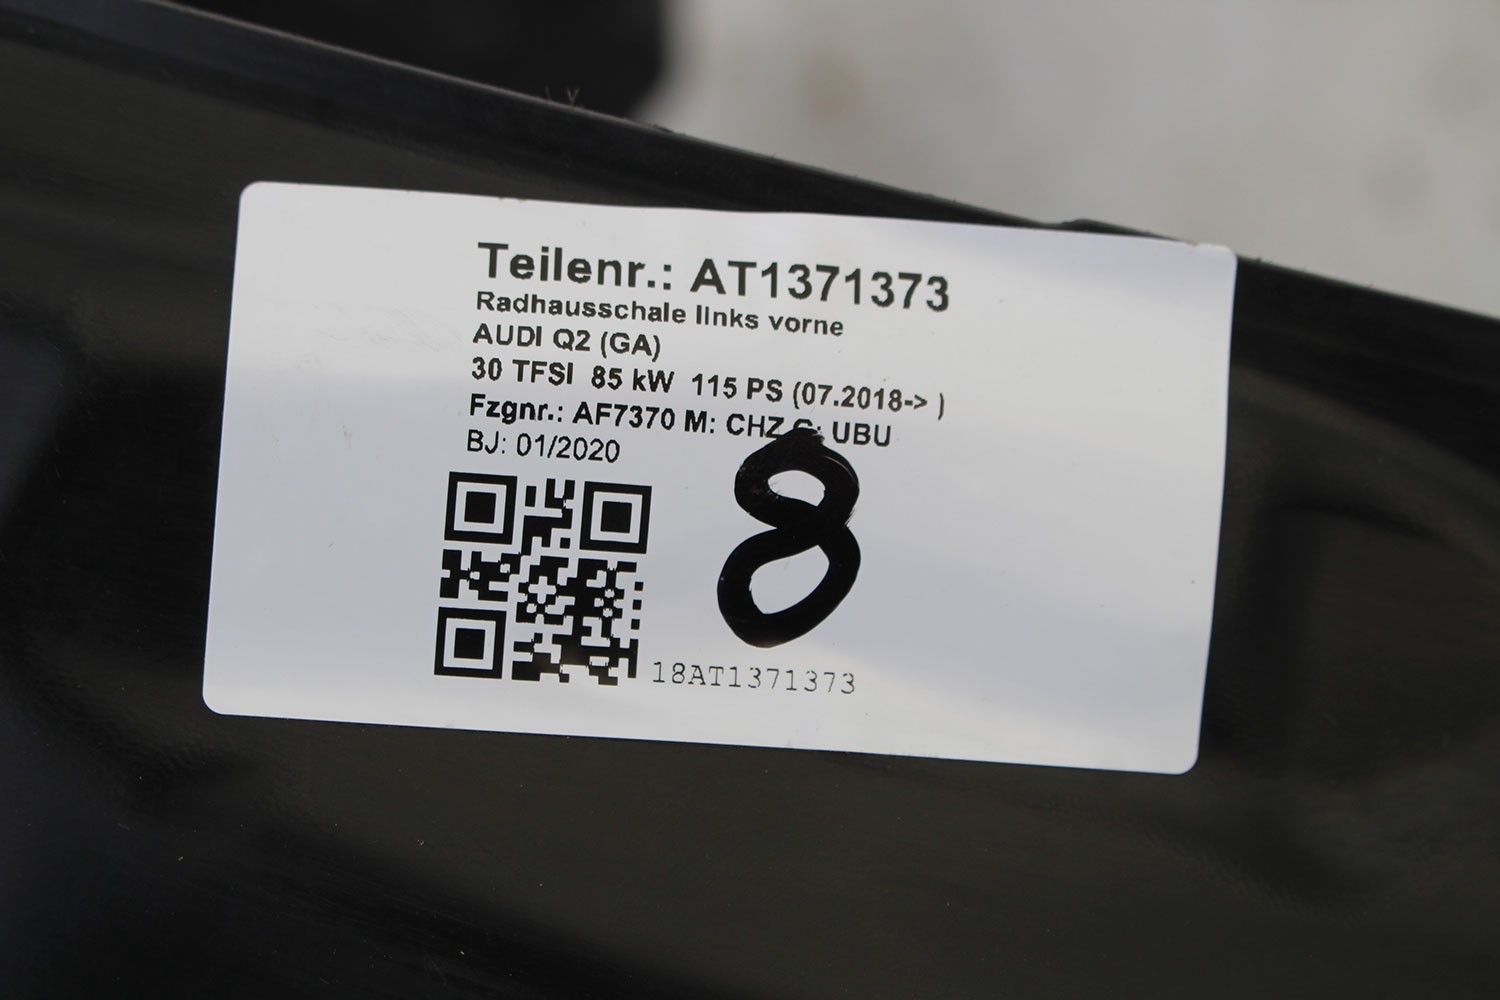 Teilenr.: AT1371373
Radhausschale links vorne
AUDI Q2 (GA)
30 TFSI 85 kW 115 PS (07.2018-> )
Fzgnr.: AF7370 M: CHZ G: UBU
BJ: 01/2020
8
18AT1371373